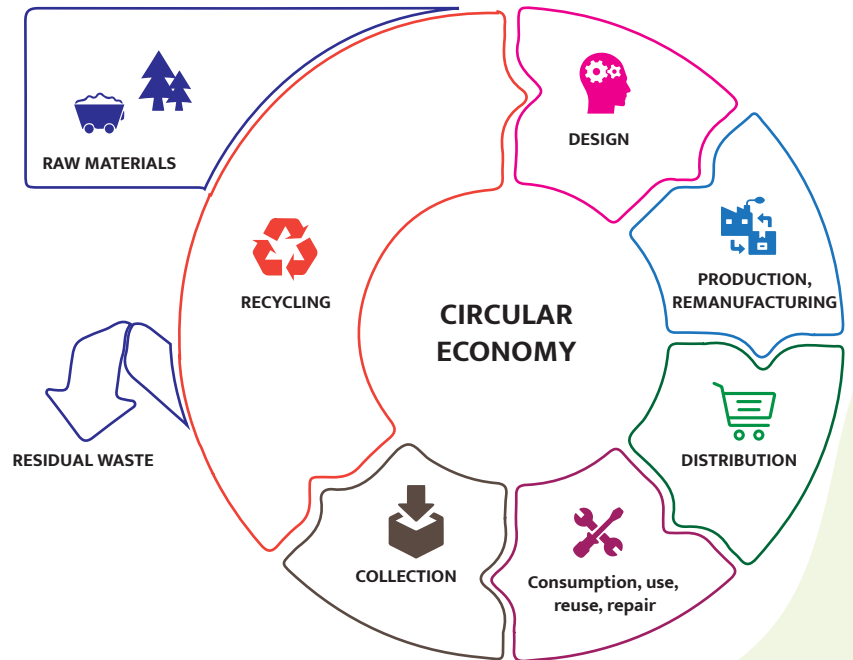 RAW MATERIALS
DESIGN
PRODUCTION,
REMANUFACTURING
RECYCLING
CIRCULAR
ECONOMY
DISTRIBUTION
RESIDUAL WASTE
COLLECTION
Consumption, use,
reuse, repair